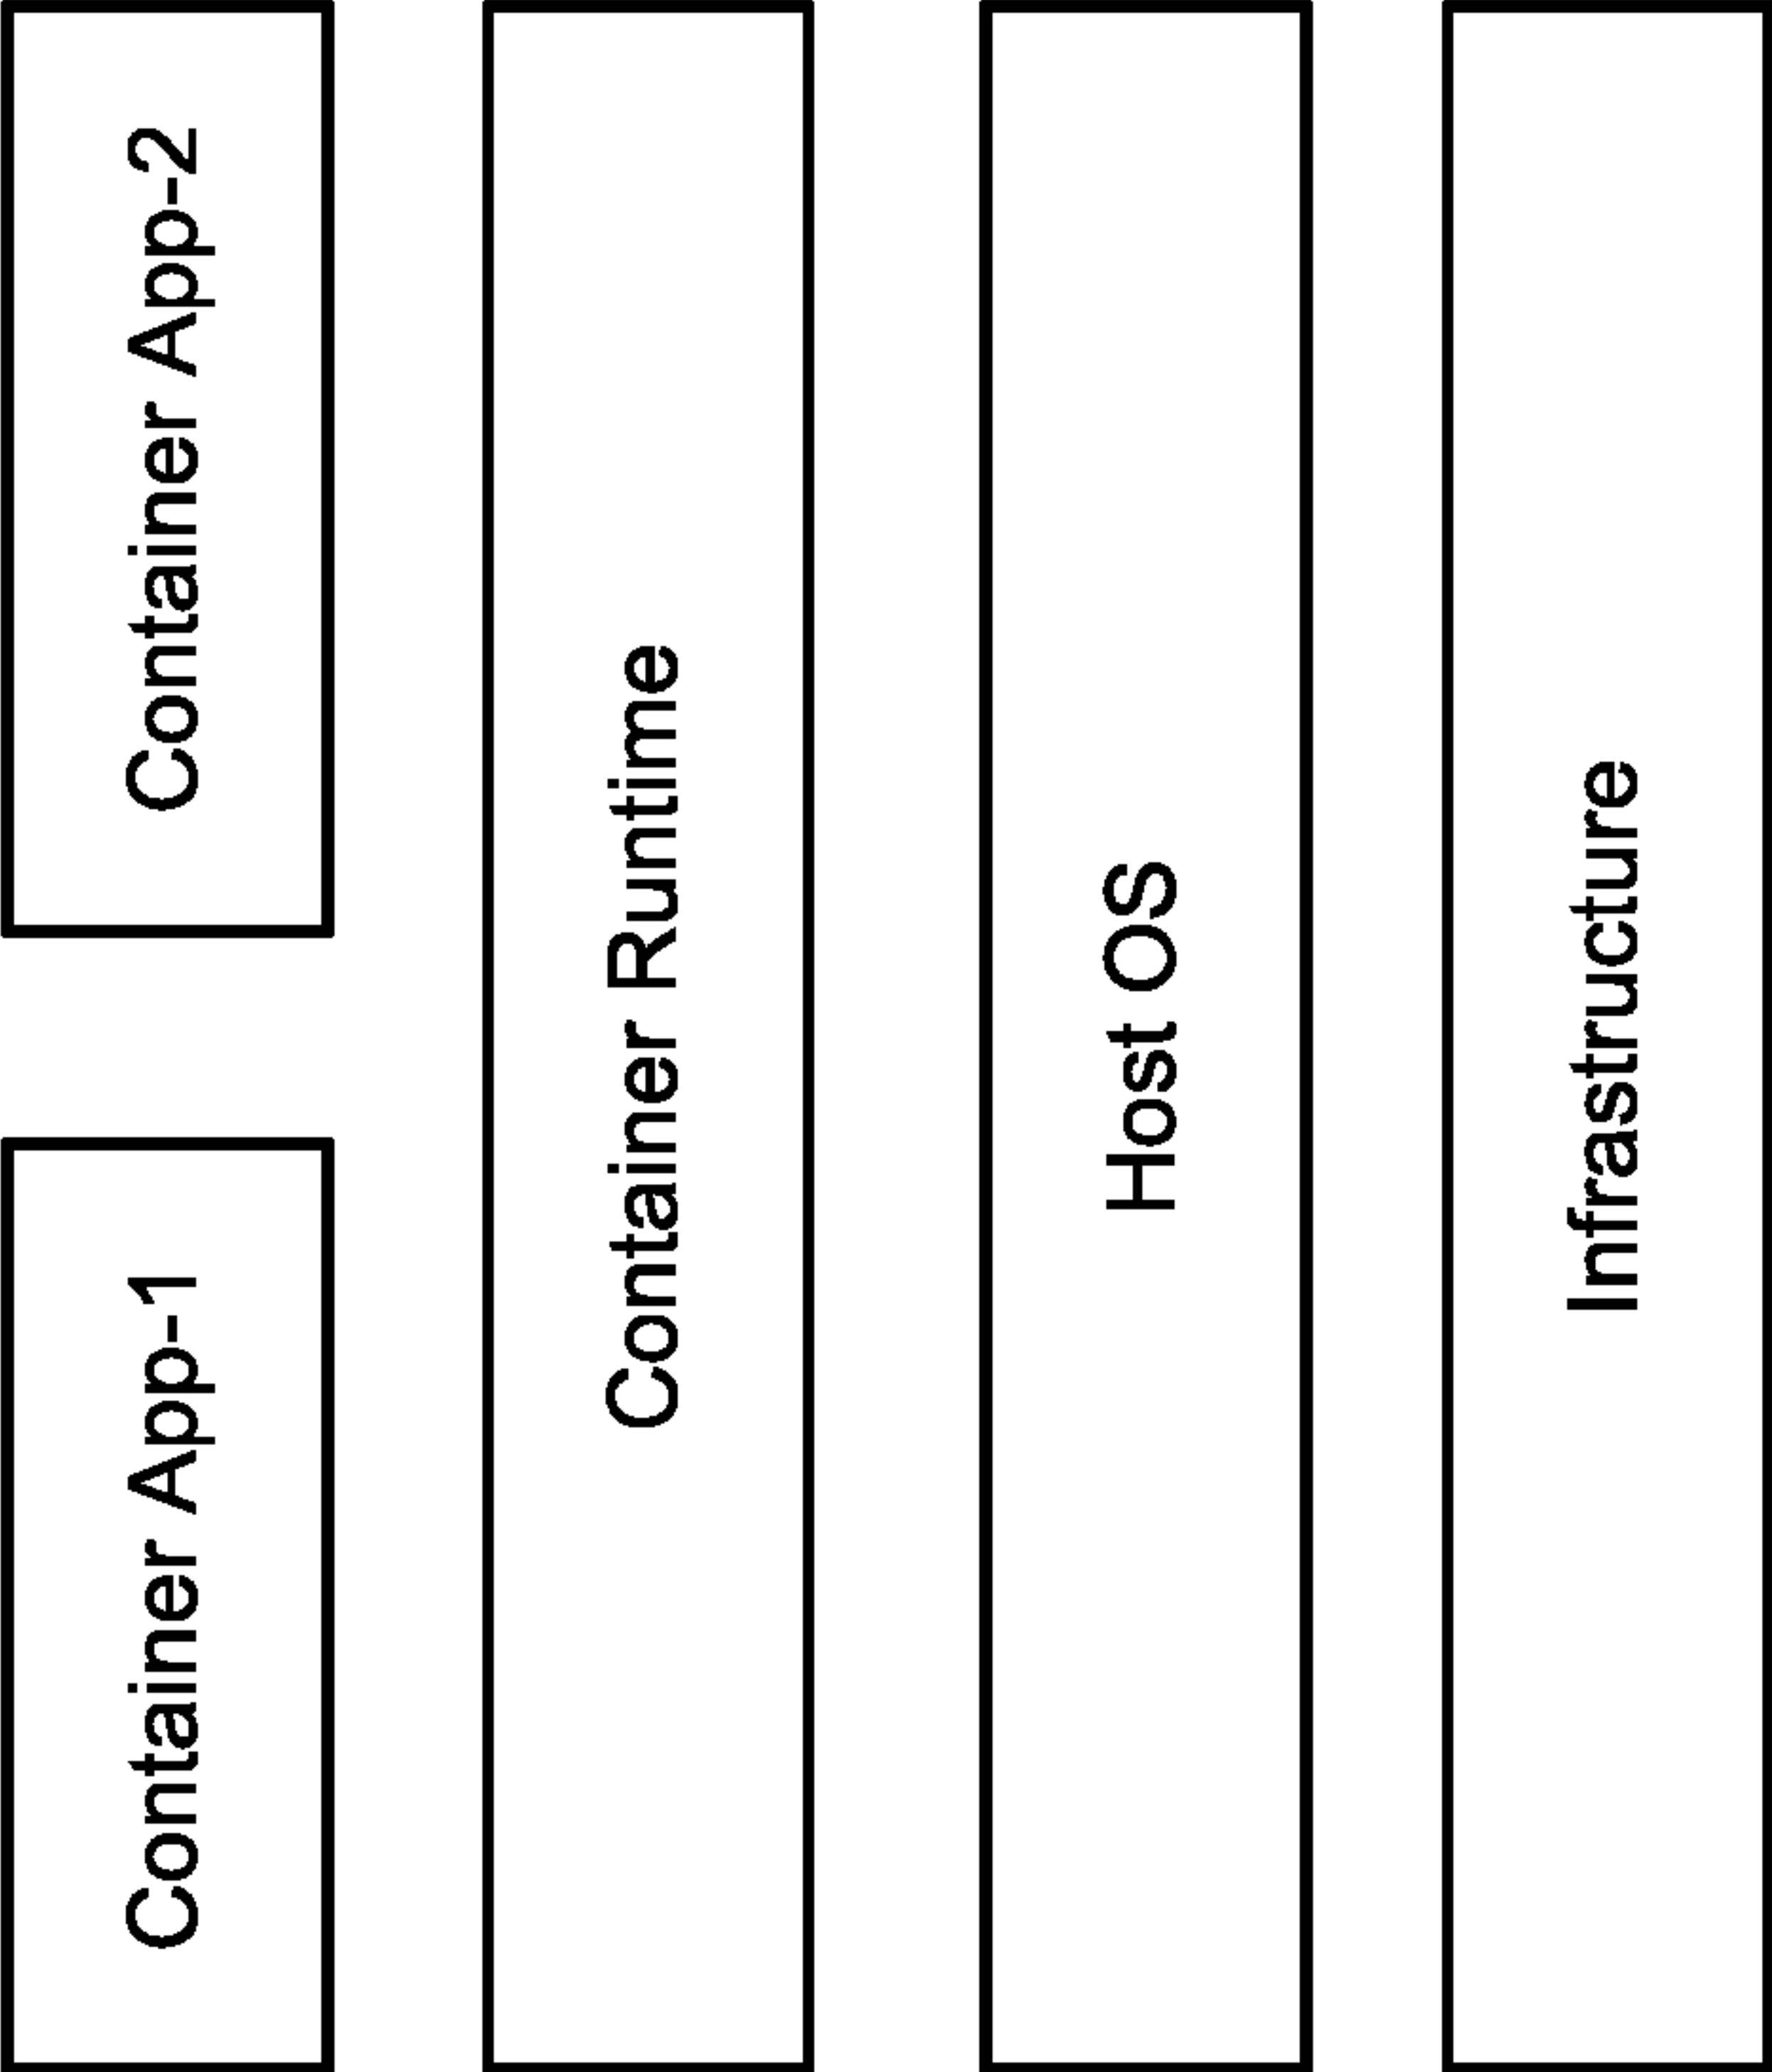 Container App-1
Container App-2
Container Runtime
Host OS
Infrastructure